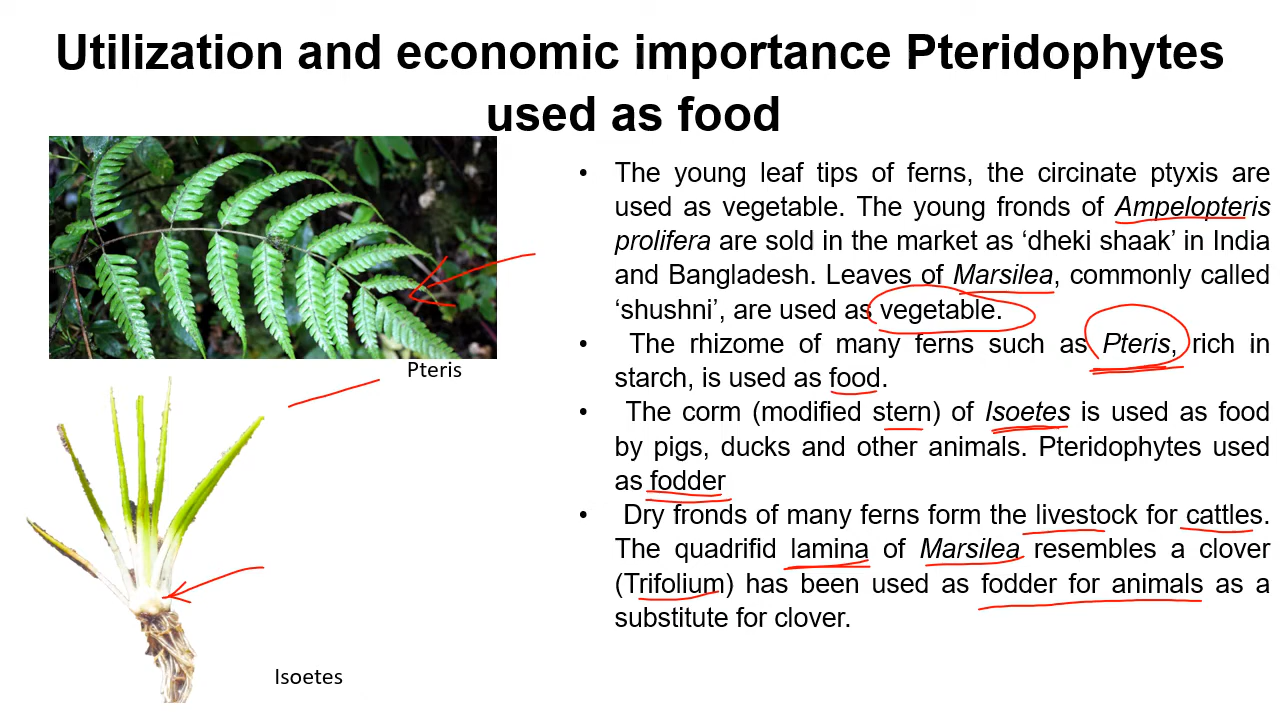 Utilization and economic importance Pteridophytes
used as food
• The young leaf tips of ferns, the circinate ptyxis are
used as vegetable. The young fronds of Ampelopteris
prolifera are sold in the market as ‘dheki shaak’ in India
and Bangladesh. Leaves of Marsilea, commonly called
‘shushni’, are used as vegetable.
• The rhizome of many ferns such as Pteris, rich in
starch, is used as food.
• The corm (modified stern) of Isoetes is used as food
by pigs, ducks and other animals. Pteridophytes used
as fodder
• Dry fronds of many ferns form the livestock for cattles.
The quadrifid lamina of Marsilea resembles a clover
(Trifolium) has been used as fodder for animals as a
substitute for clover.
Pteris
Isoetes